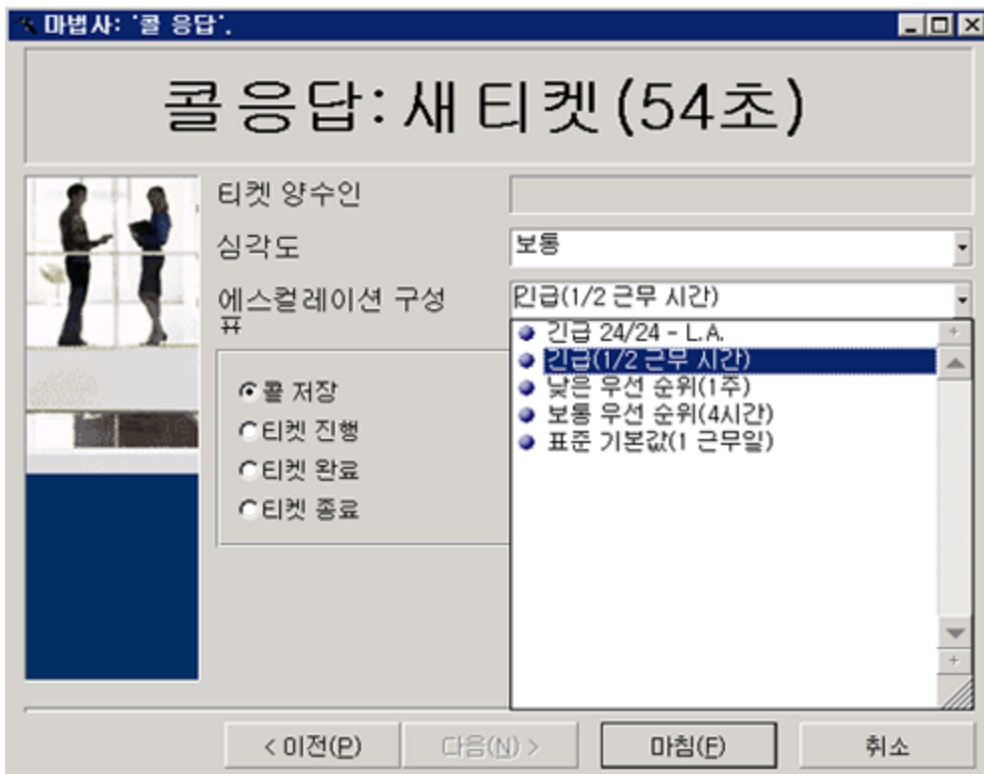 마법사: '콜 응답'.
콜 응답: 새 티켓 (54초)
티켓 양수인
심각도
보통
에스컬레이션 구성
표
긴급(1/2 근무 시간)
긴급 24/24 - L.A.
긴급(1/2 근무 시간)
낮은 우선 순위(1주)
보통 우선 순위(4시간)
표준 기본값(1 근무일)
콜 저장
티켓 진행
티켓 완료
티켓 종료
< 이전(P)
다음(N) >
마침(F)
취소